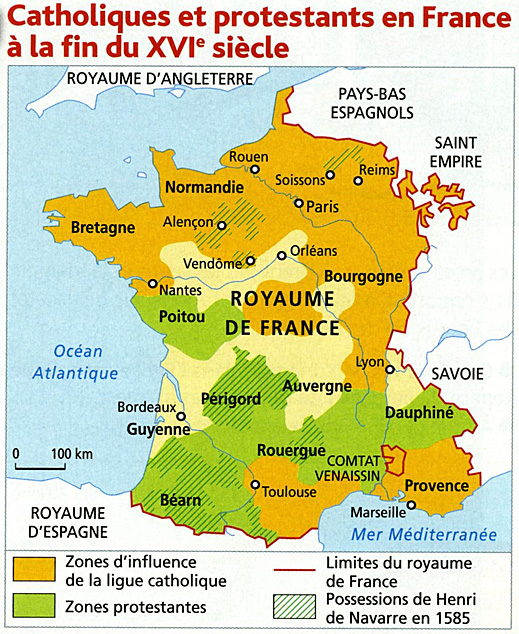 Catholiques et protestants en France
à la fin du XVIe siècle
ROYAUME D'ANGLETERRE
PAYS-BAS
ESPAGNOLS
SAINT
EMPIRE
Rouen
Soissons
Reims
Normandie
Paris
Alençon
Bretagne
Vendôme
Orléans
Bourgogne
Nantes
ROYAUME
DE FRANCE
Poitou
Océan
Atlantique
Lyon
SAVOIE
Périgord
Auvergne
Bordeaux
Guyenne
Dauphiné
0 100 km
Rouergue
COMTAT
VENAISSIN
Provence
Béarn
Toulouse
Marseille
ROYAUME
D'ESPAGNE
Mer Méditerranée
Zones d'influence
de la ligue catholique
Limites du royaume
de France
Zones protestantes
Possessions de Henri
de Navarre en 1585